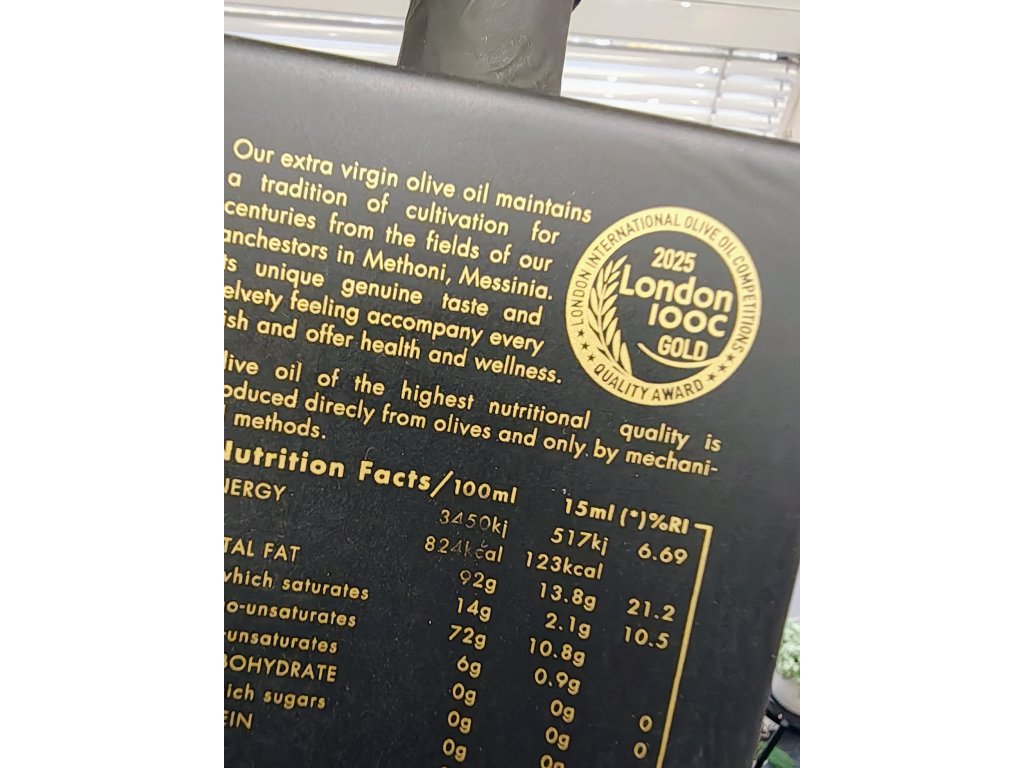 Our extra virgin olive oil maintains
a tradition of cultivation for
centuries from the fields of our
anchestors in Methoni, Messinia.
ts unique genuine taste and
elvety feeling accompany every
ish and offer health and wellness.
live oil of the highest nutritional quality is
oduced direcly from olives and only by mechani-
l methods.
LONDON INTERNATIONAL OLIVE OIL COMPETITIONS
2025
London
IOOC
GOLD
QUALITY AWARD
Nutrition Facts/100ml 15ml (*)%RI
NERGY 3450kj 517kj 6.69
824kcal 123kcal
TAL FAT 92g 13.8g 21.2
which saturates 14g 2.1g 10.5
o-unsaturates 72g 10.8g
-unsaturates 6g 0.9g
BOHYDRATE 0g 0g 0
ich sugars 0g 0g 0
EIN 0g 0g